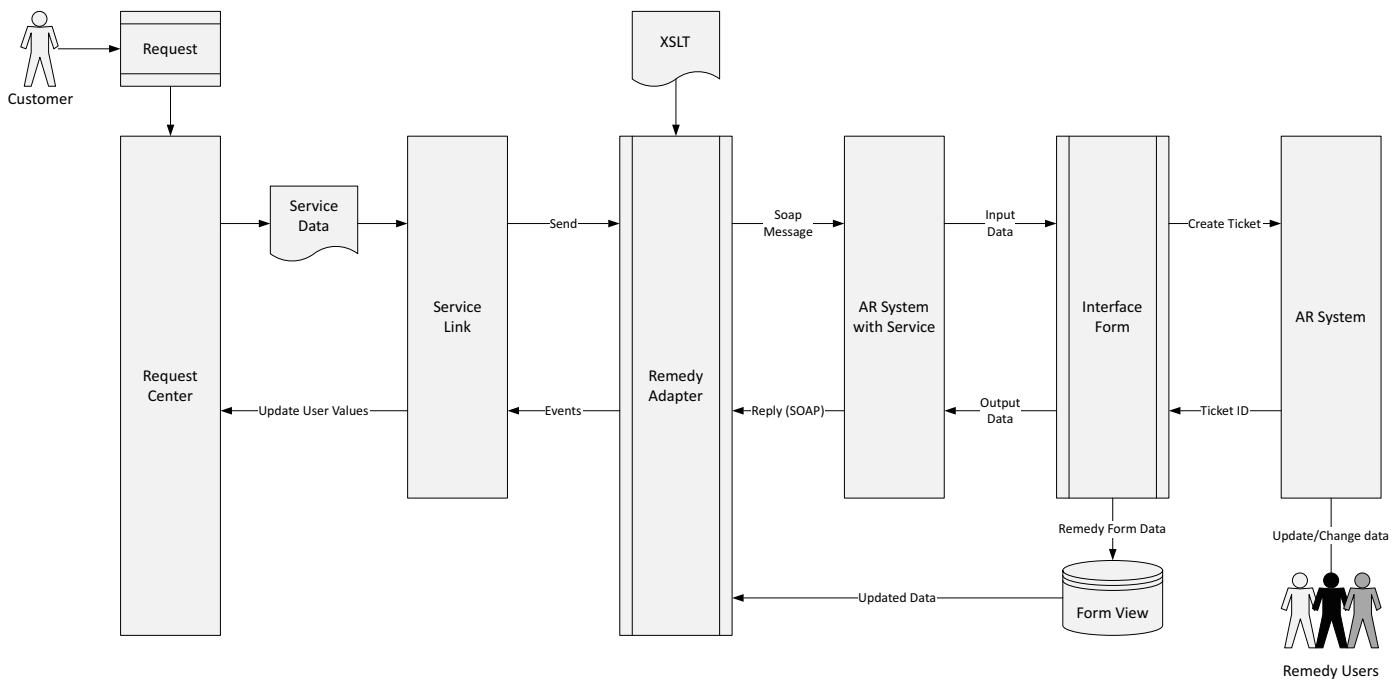 Request
XSLT
Customer
Service
Data
Send
Soap
Message
Input
Data
Create Ticket
Service
Link
AR System
with Service
Interface
Form
AR System
Request
Center
Remedy
Adapter
Update User Values
Events
Reply (SOAP)
Output
Data
Ticket ID
Remedy Form Data
Update/Change data
Updated Data
Form View
Remedy Users